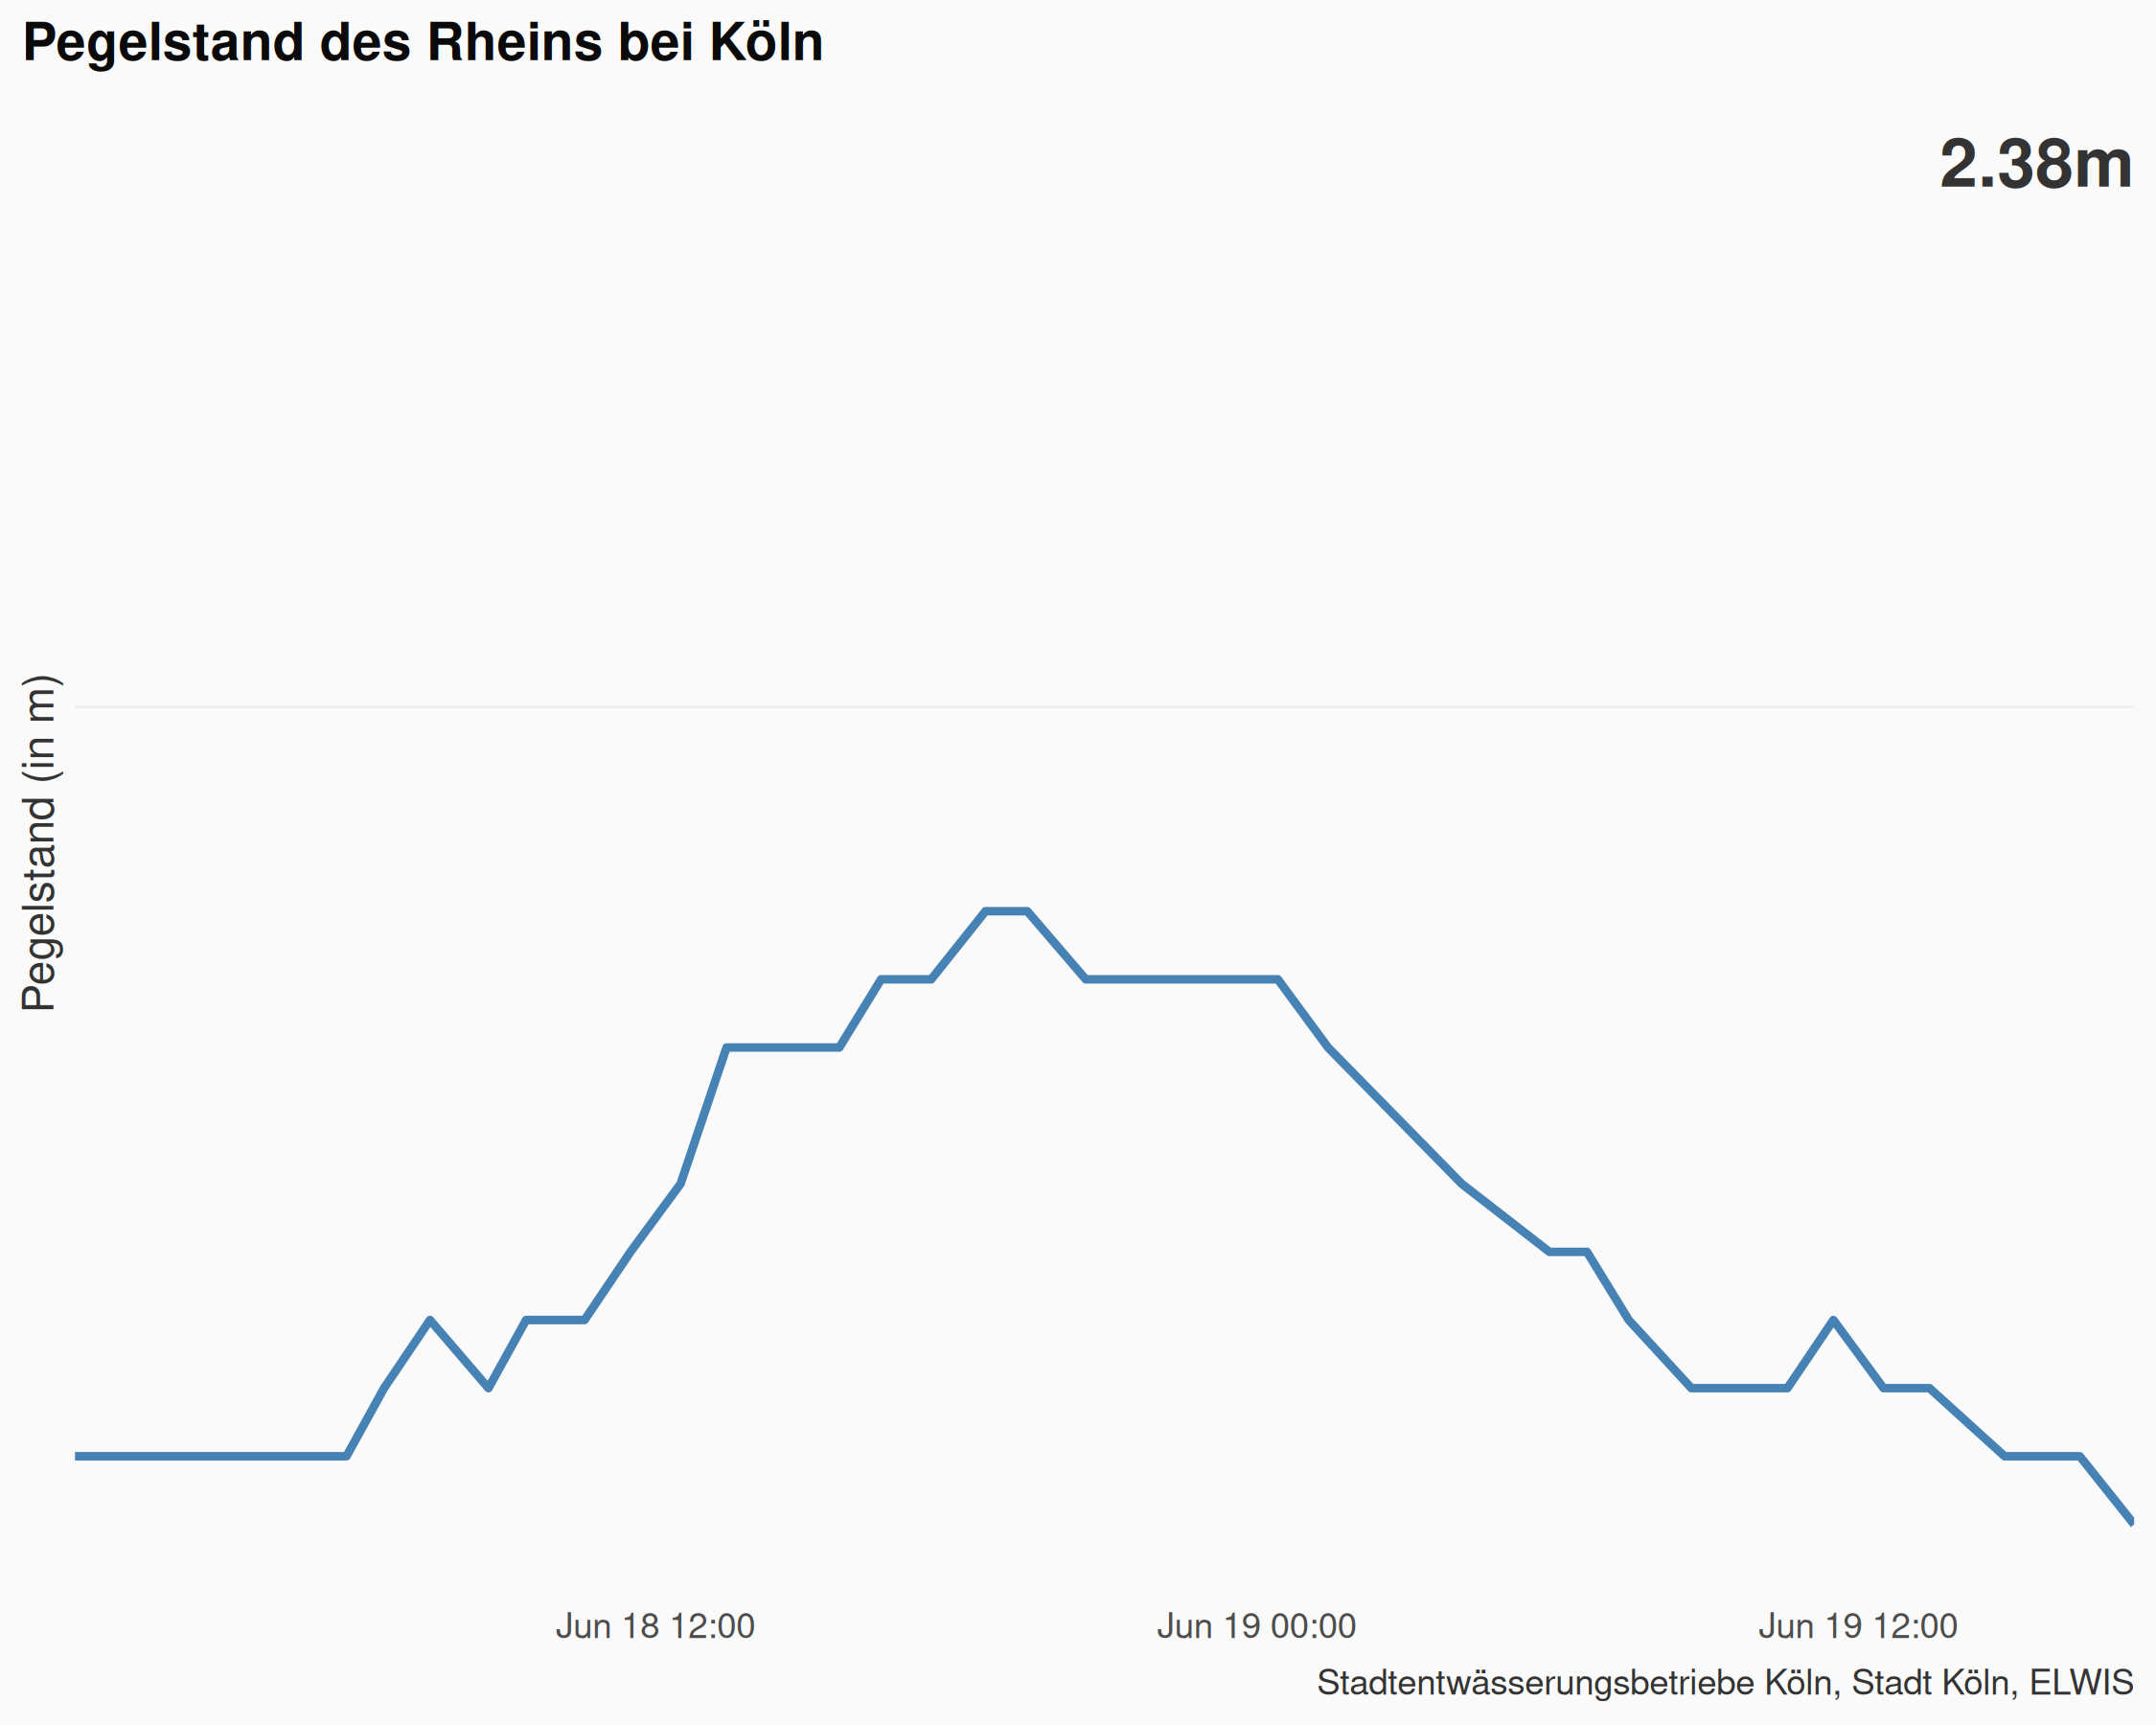 Pegelstand des Rheins bei Köln
2.38m
Pegelstand (in m)
Jun 18 12:00
Jun 19 00:00
Jun 19 12:00
Stadtentwässerungsbetriebe Köln, Stadt Köln, ELWIS